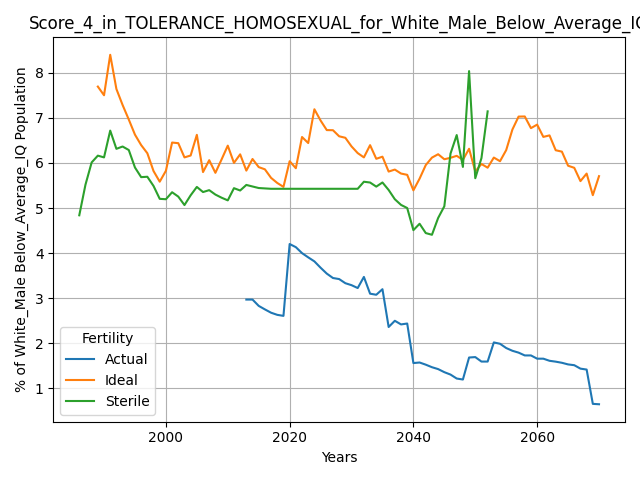 Score_4_in_TOLERANCE_HOMOSEXUAL_for_White_Male_Below_Average_IQ
% of White_Male Below_Average_IQ Population
8
7
6
5
4
3
2
1
Fertility
Actual
Ideal
Sterile
2000 2020 2040 2060
Years